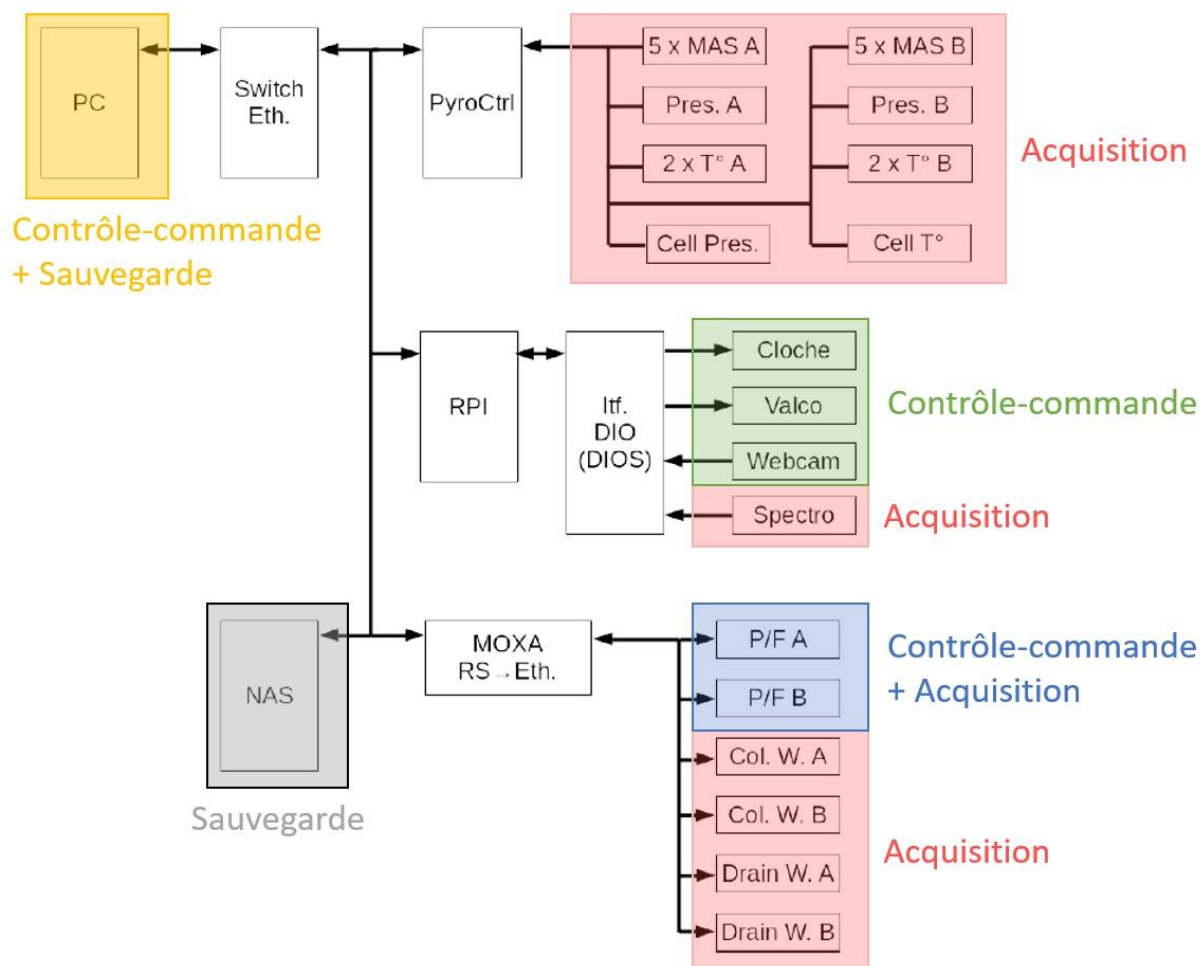 PC
Switch
Eth.
PyroCtrl
5 x MAS A
5 x MAS B
Pres. A
Pres. B
2 x T° A
2 x T° B
Cell Pres.
Cell T°
Acquisition
Contrôle-commande
+ Sauvegarde
RPI
Itf.
DIO
(DIOS)
Cloche
Valco
Webcam
Spectro
Contrôle-commande
Acquisition
NAS
Sauvegarde
MOXA
RS→Eth.
P/F A
P/F B
Col. W. A
Col. W. B
Drain W. A
Drain W. B
Contrôle-commande
+ Acquisition
Acquisition